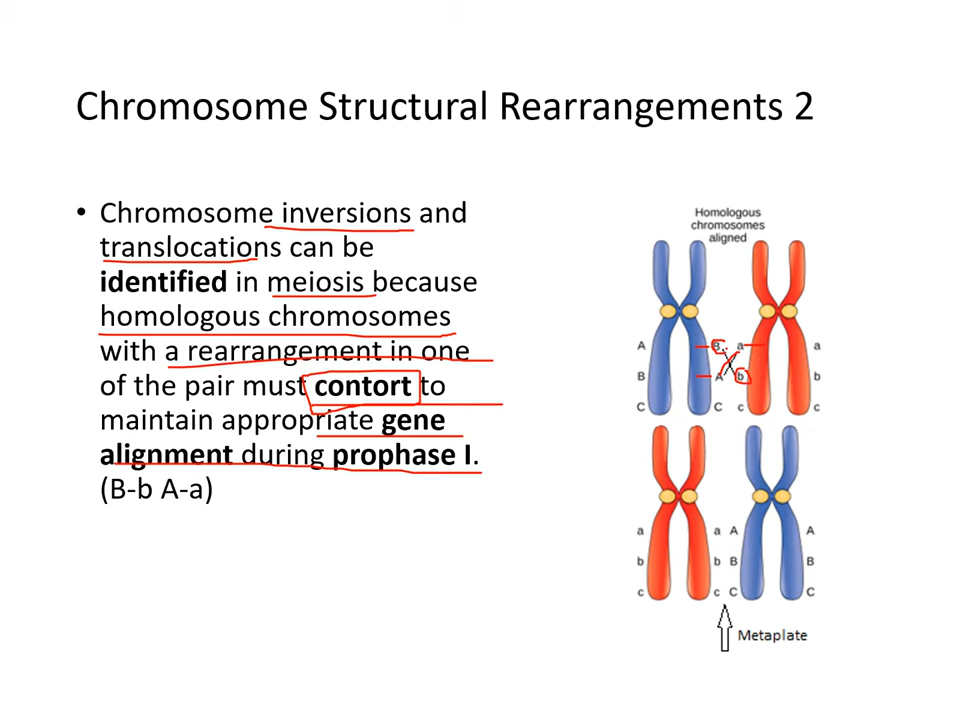 Chromosome Structural Rearrangements 2
• Chromosome inversions and
translocations can be
identified in meiosis because
homologous chromosomes
with a rearrangement in one
of the pair must contort to
maintain appropriate gene
alignment during prophase I.
(B-b A-a)
Homologous
chromosomes
aligned
A B a a
B A b b
C C c c
a a A A
b b B B
c c C C
Metaplate